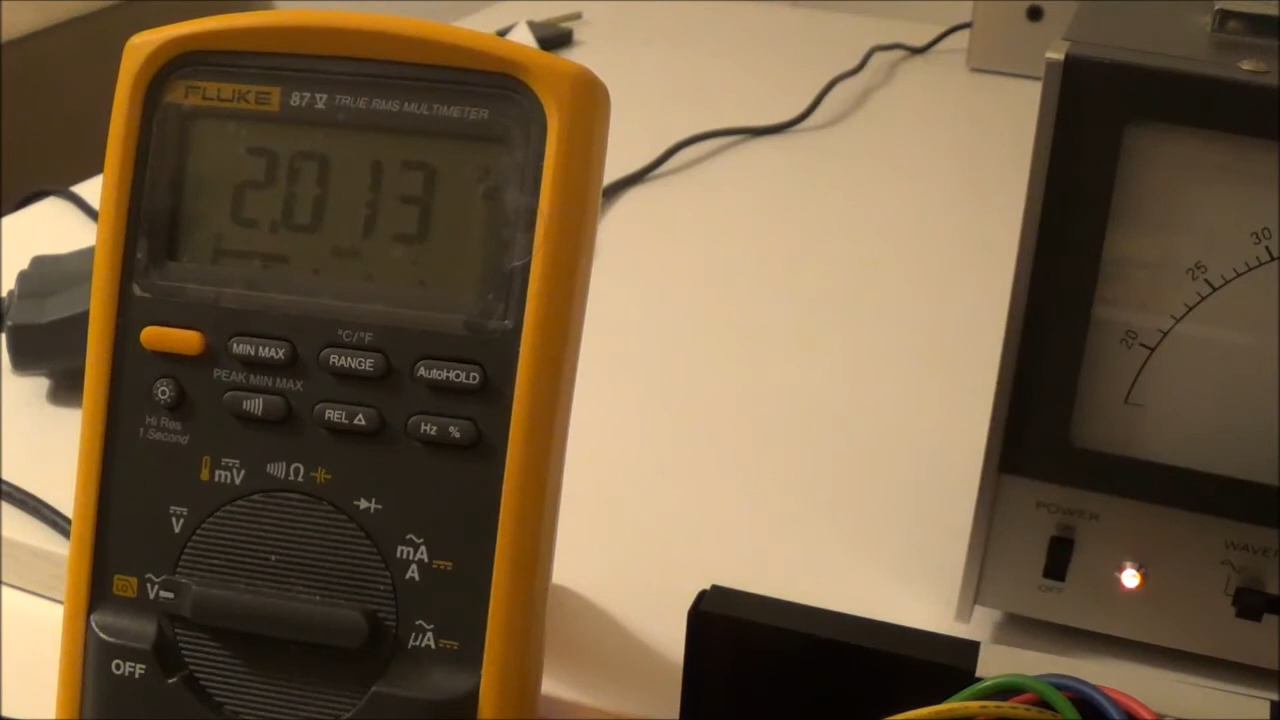 FLUKE 87 V TRUE RMS MULTIMETER
2.013
°C/°F
MIN MAX RANGE AutoHOLD
PEAK MIN MAX
REL Δ Hz %
Hi Res
1 Second
mV Ω
V
mA
A
LO V
μA
OFF
20 25 30
POWER
OFF